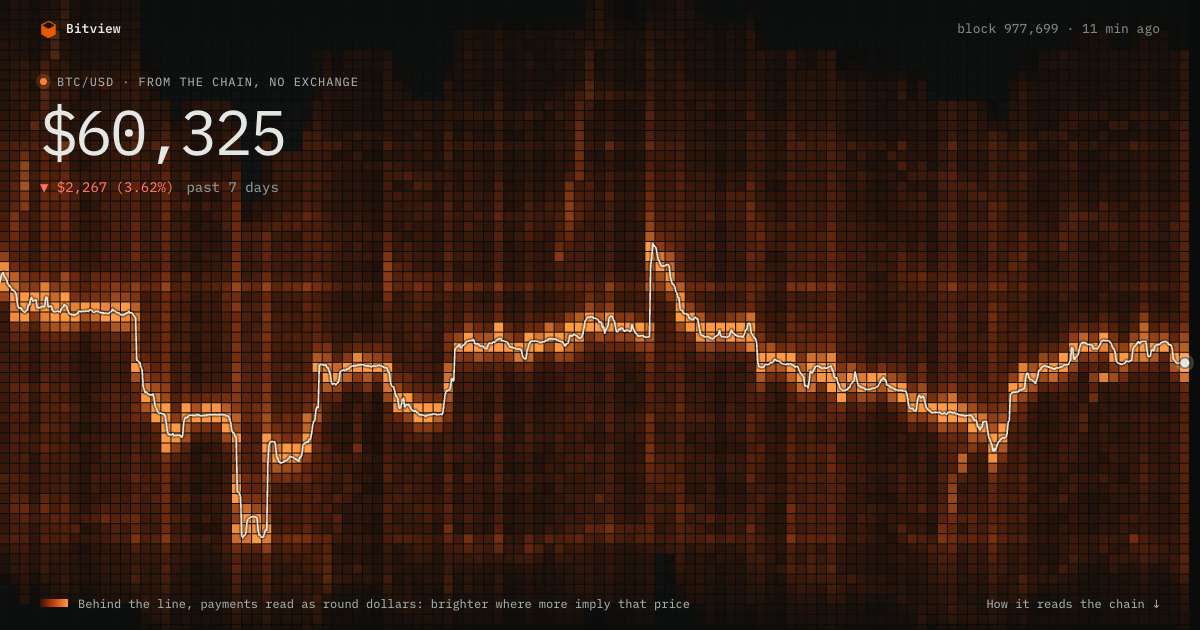 Bitview
block 977,699 · 11 min ago
BTC/USD · FROM THE CHAIN, NO EXCHANGE
$60,325
▼ $2,267 (3.62%) past 7 days
Behind the line, payments read as round dollars: brighter where more imply that price
How it reads the chain ↓